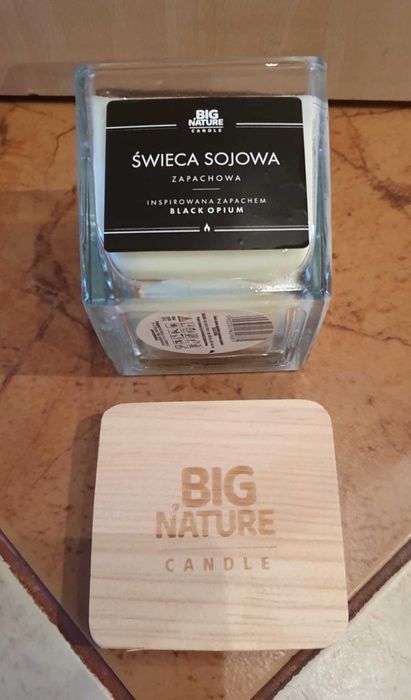 BIG
NATURE
CANDLE
ŚWIECA SOJOWA
ZAPACHOWA
INSPIROWANA ZAPACHEM
BLACK OPIUM
BIG
NATURE
CANDLE